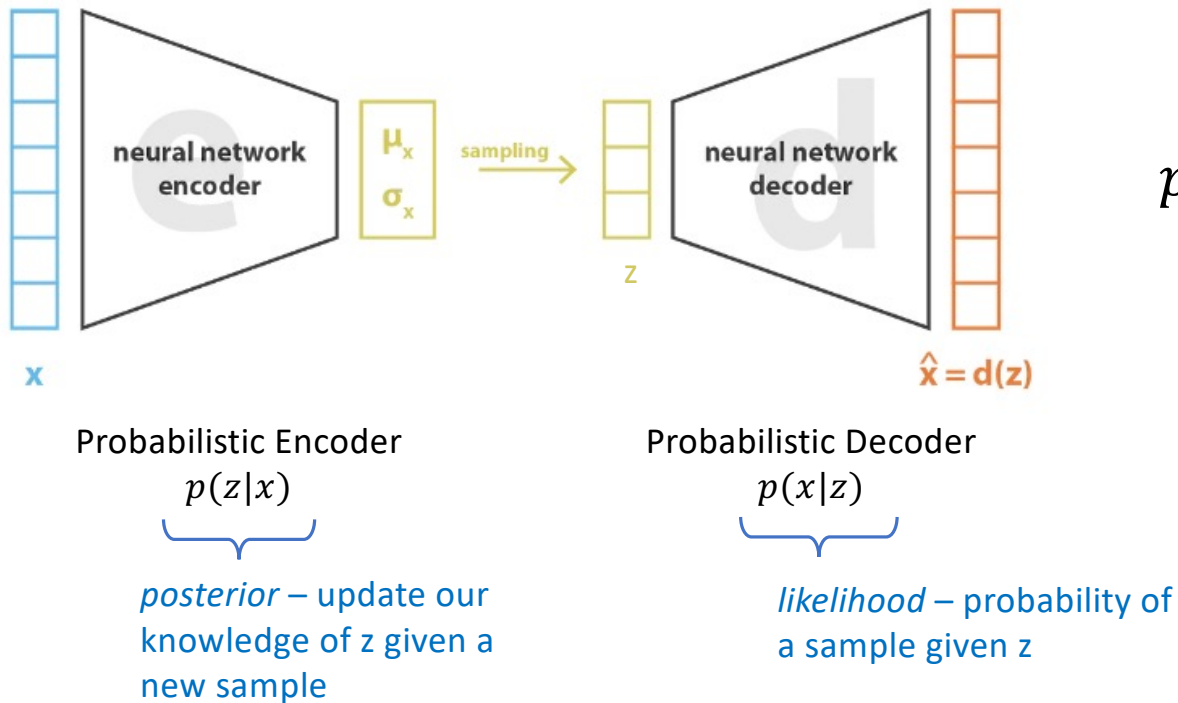 e
neural network
encoder
μₓ
σₓ
sampling
z
d
neural network
decoder
x
x̂ = d(z)
p
Probabilistic Encoder
p(z|x)
posterior – update our
knowledge of z given a
new sample
Probabilistic Decoder
p(x|z)
likelihood – probability of
a sample given z